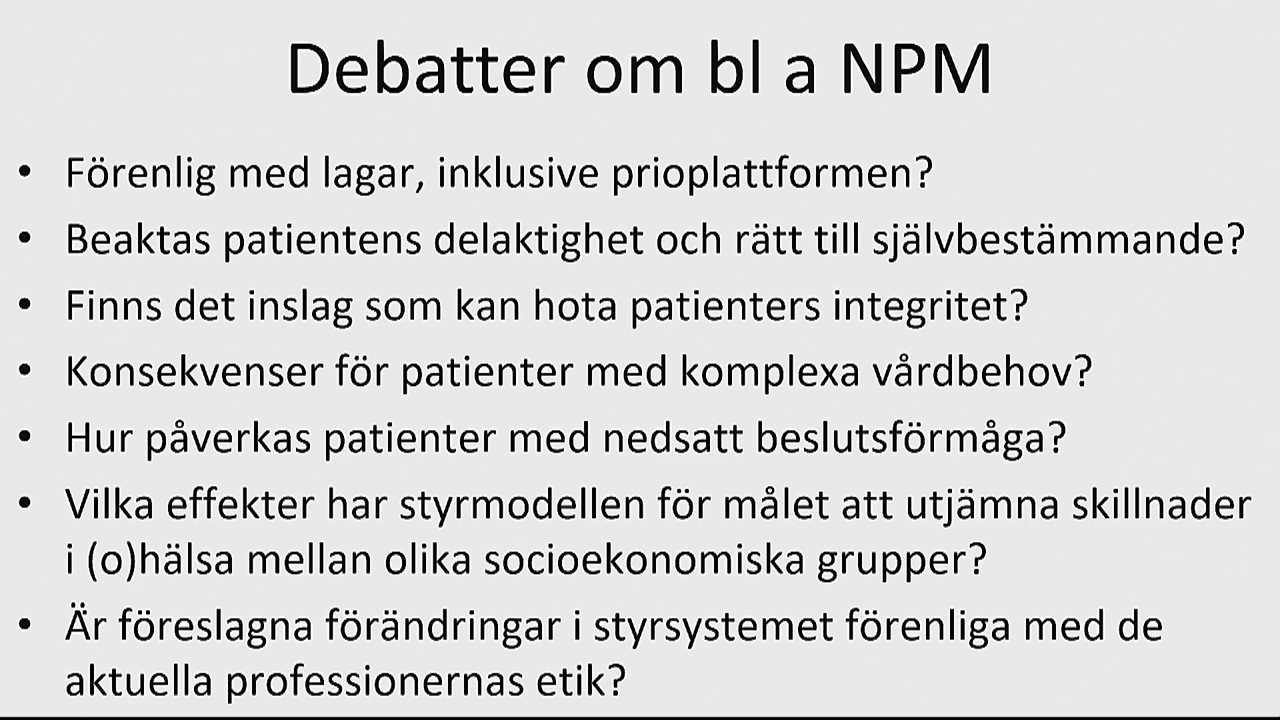 Debatter om bl a NPM
• Förenlig med lagar, inklusive prioplattformen?
• Beaktas patientens delaktighet och rätt till självbestämmande?
• Finns det inslag som kan hota patienters integritet?
• Konsekvenser för patienter med komplexa vårdbehov?
• Hur påverkas patienter med nedsatt beslutsförmåga?
• Vilka effekter har styrmodellen för målet att utjämna skillnader
i (o)hälsa mellan olika socioekonomiska grupper?
• Är föreslagna förändringar i styrsystemet förenliga med de
aktuella professionernas etik?